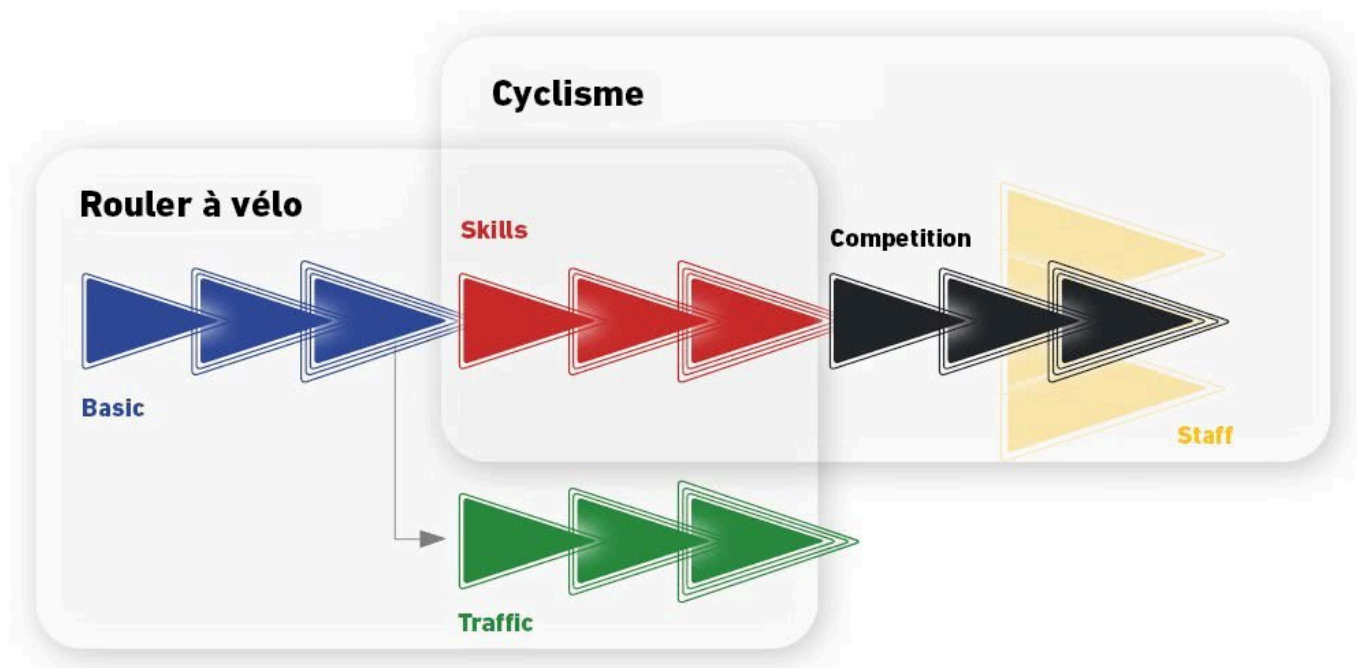 Cyclisme
Rouler à vélo
Skills
Competition
Basic
Staff
Traffic